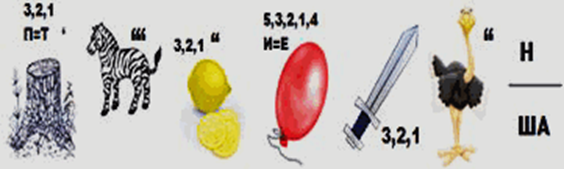 3,2,1
П=Т ‘
“‘
3,2,1 “
5,3,2,1,4
И=Е
3,2,1
“
Н
ША